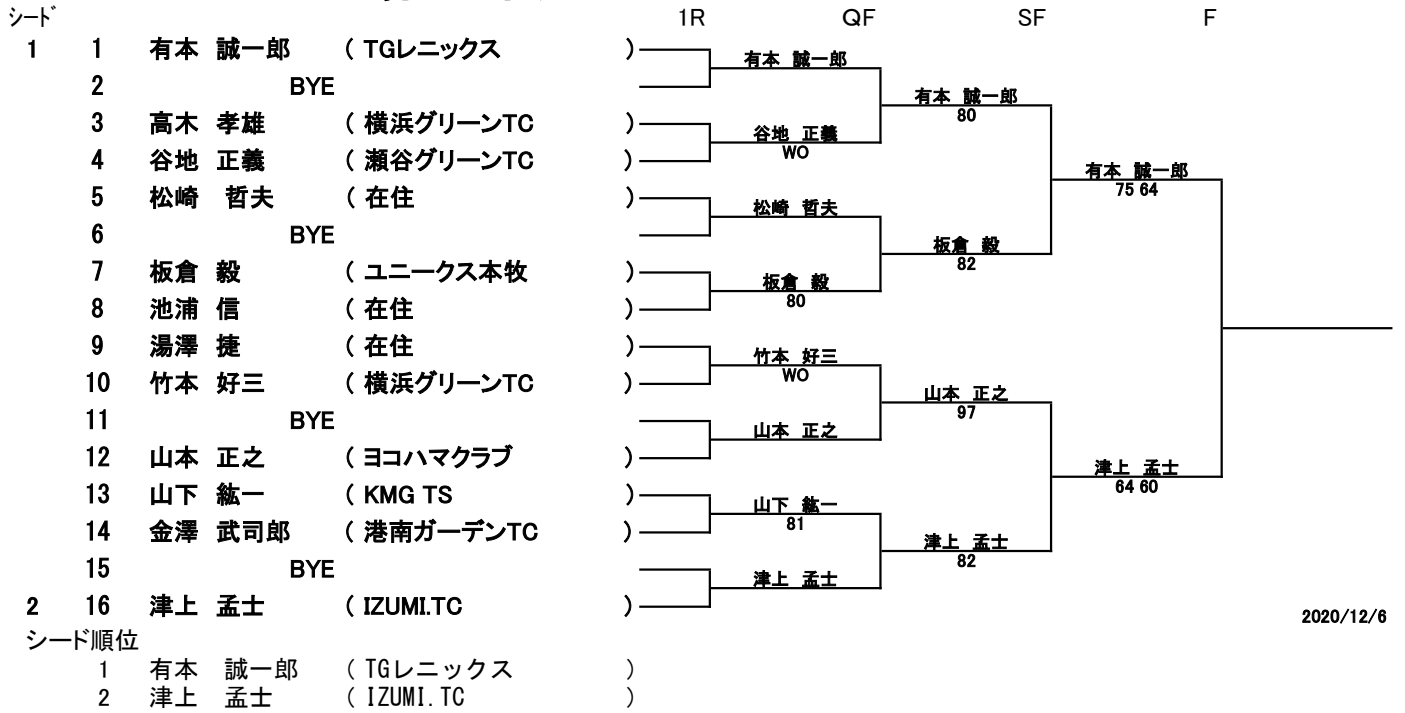 シード 1R QF SF F
1 1 有本 誠一郎 ( TGレニックス )
2 BYE
3 高木 孝雄 ( 横浜グリーンTC )
4 谷地 正義 ( 瀬谷グリーンTC )
5 松崎 哲夫 ( 在住 )
6 BYE
7 板倉 毅 ( ユニークス本牧 )
8 池浦 信 ( 在住 )
9 湯澤 捷 ( 在住 )
10 竹本 好三 ( 横浜グリーンTC )
11 BYE
12 山本 正之 ( ヨコハマクラブ )
13 山下 紘一 ( KMG TS )
14 金澤 武司郎 ( 港南ガーデンTC )
15 BYE
2 16 津上 孟士 ( IZUMI.TC )
有本 誠一郎
谷地 正義
WO
松崎 哲夫
板倉 毅
80
竹本 好三
WO
山本 正之
山下 紘一
81
津上 孟士
有本 誠一郎
80
板倉 毅
82
山本 正之
97
津上 孟士
82
有本 誠一郎
75 64
津上 孟士
64 60
2020/12/6
シード順位
1 有本 誠一郎 ( TGレニックス )
2 津上 孟士 ( IZUMI.TC )